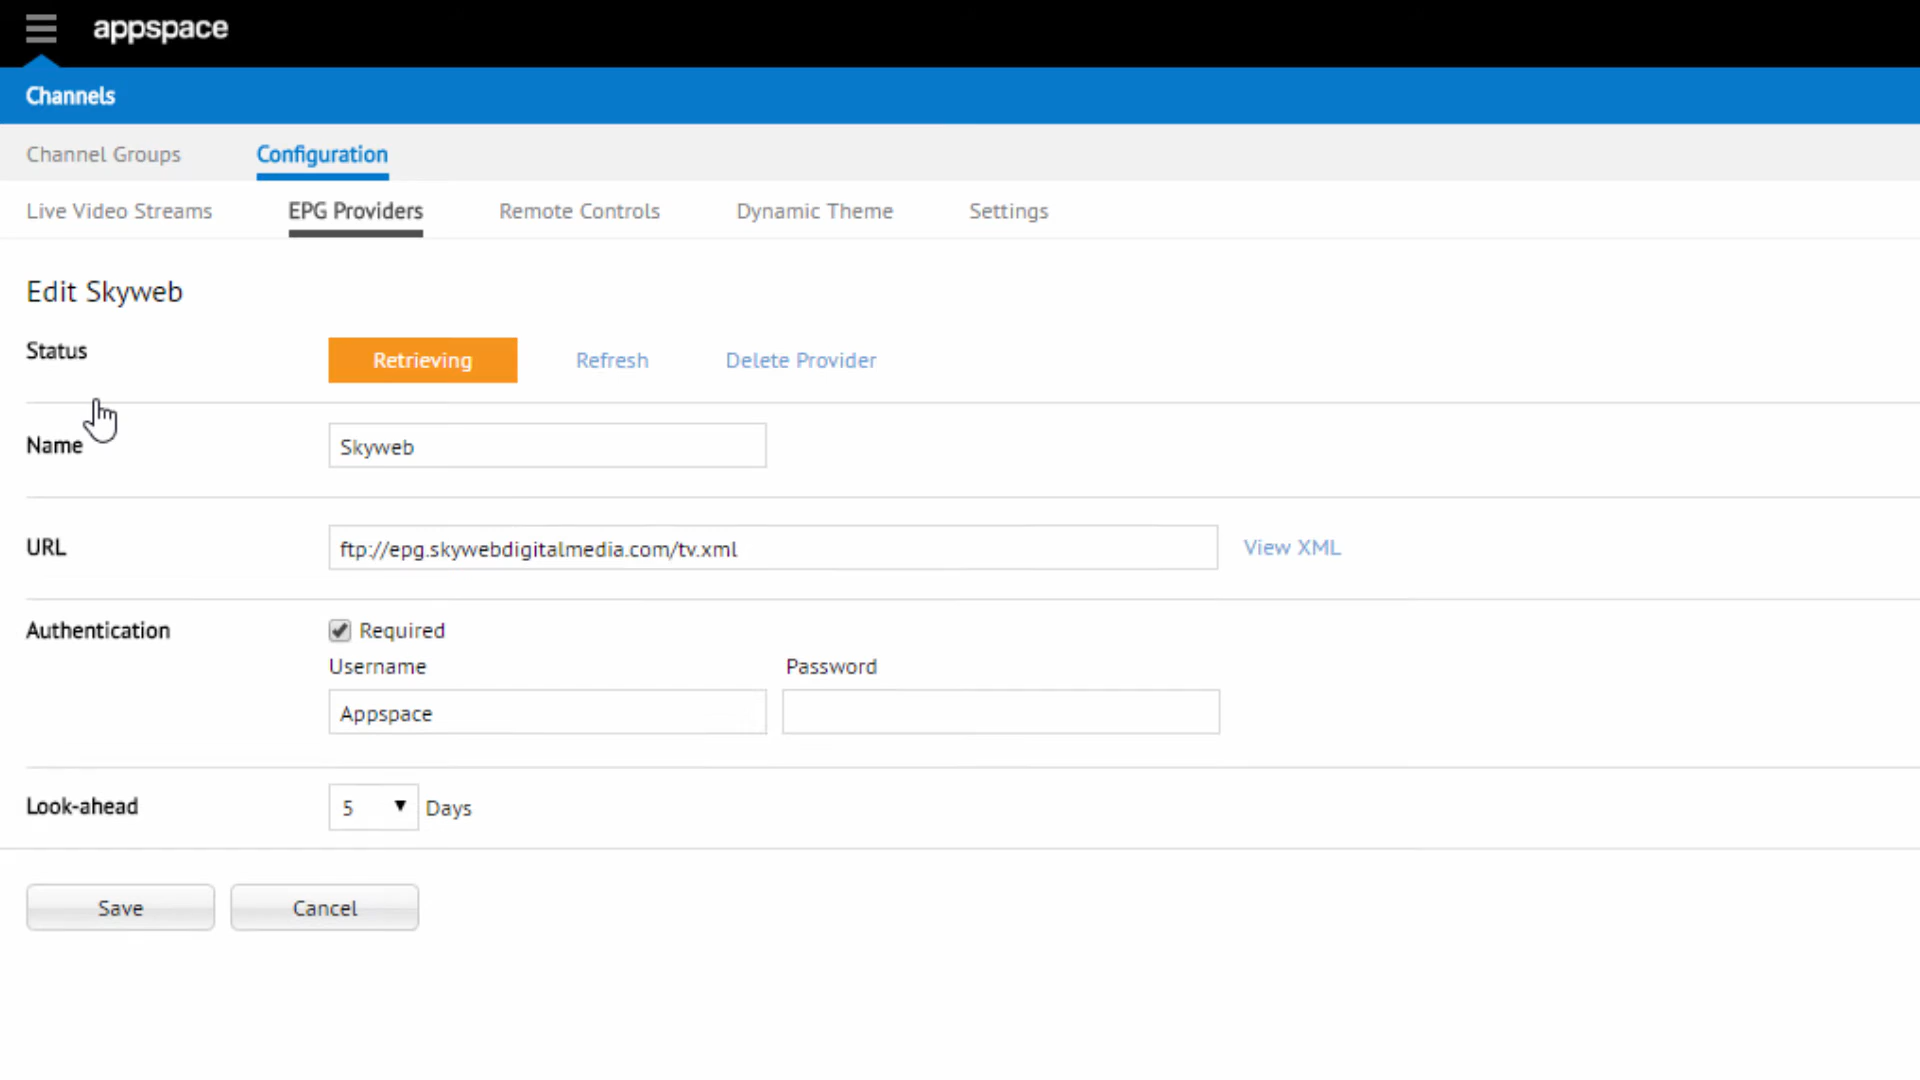 appspace
Channels
Channel Groups Configuration
Live Video Streams EPG Providers Remote Controls Dynamic Theme Settings
Edit Skyweb
Status Retrieving Refresh Delete Provider
Name Skyweb
URL ftp://epg.skywebdigitalmedia.com/tv.xml View XML
Authentication Required
Username Password
Appspace
Look-ahead 5 Days
Save Cancel